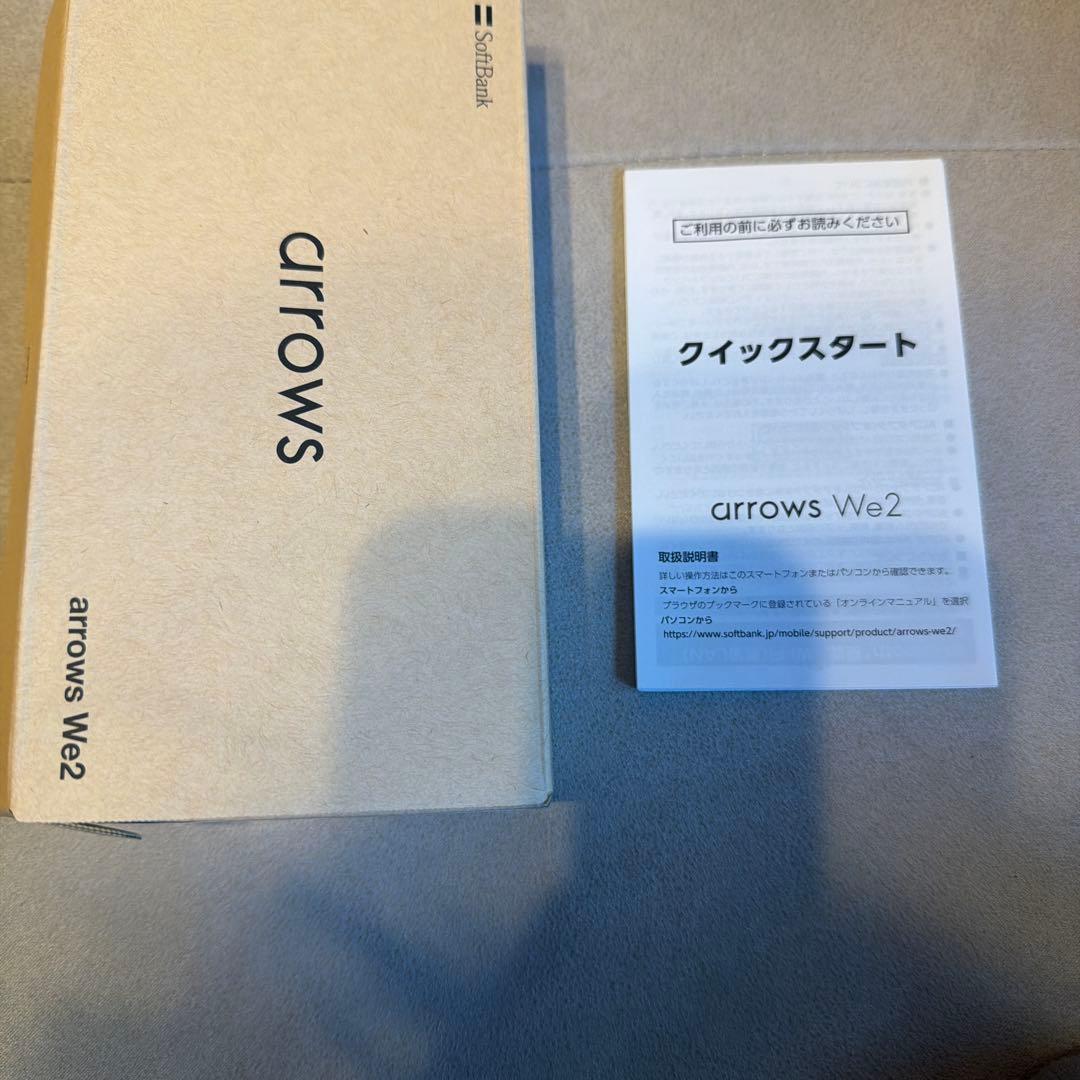 SoftBank
arrows
arrows We2
ご利用の前に必ずお読みください
クイックスタート
arrows We2
取扱説明書
詳しい操作方法はこのスマートフォンまたはパソコンから確認できます。
スマートフォンから
ブラウザのブックマークに登録されている「オンラインマニュアル」を選択
パソコンから
https://www.softbank.jp/mobile/support/product/arrows-we2/